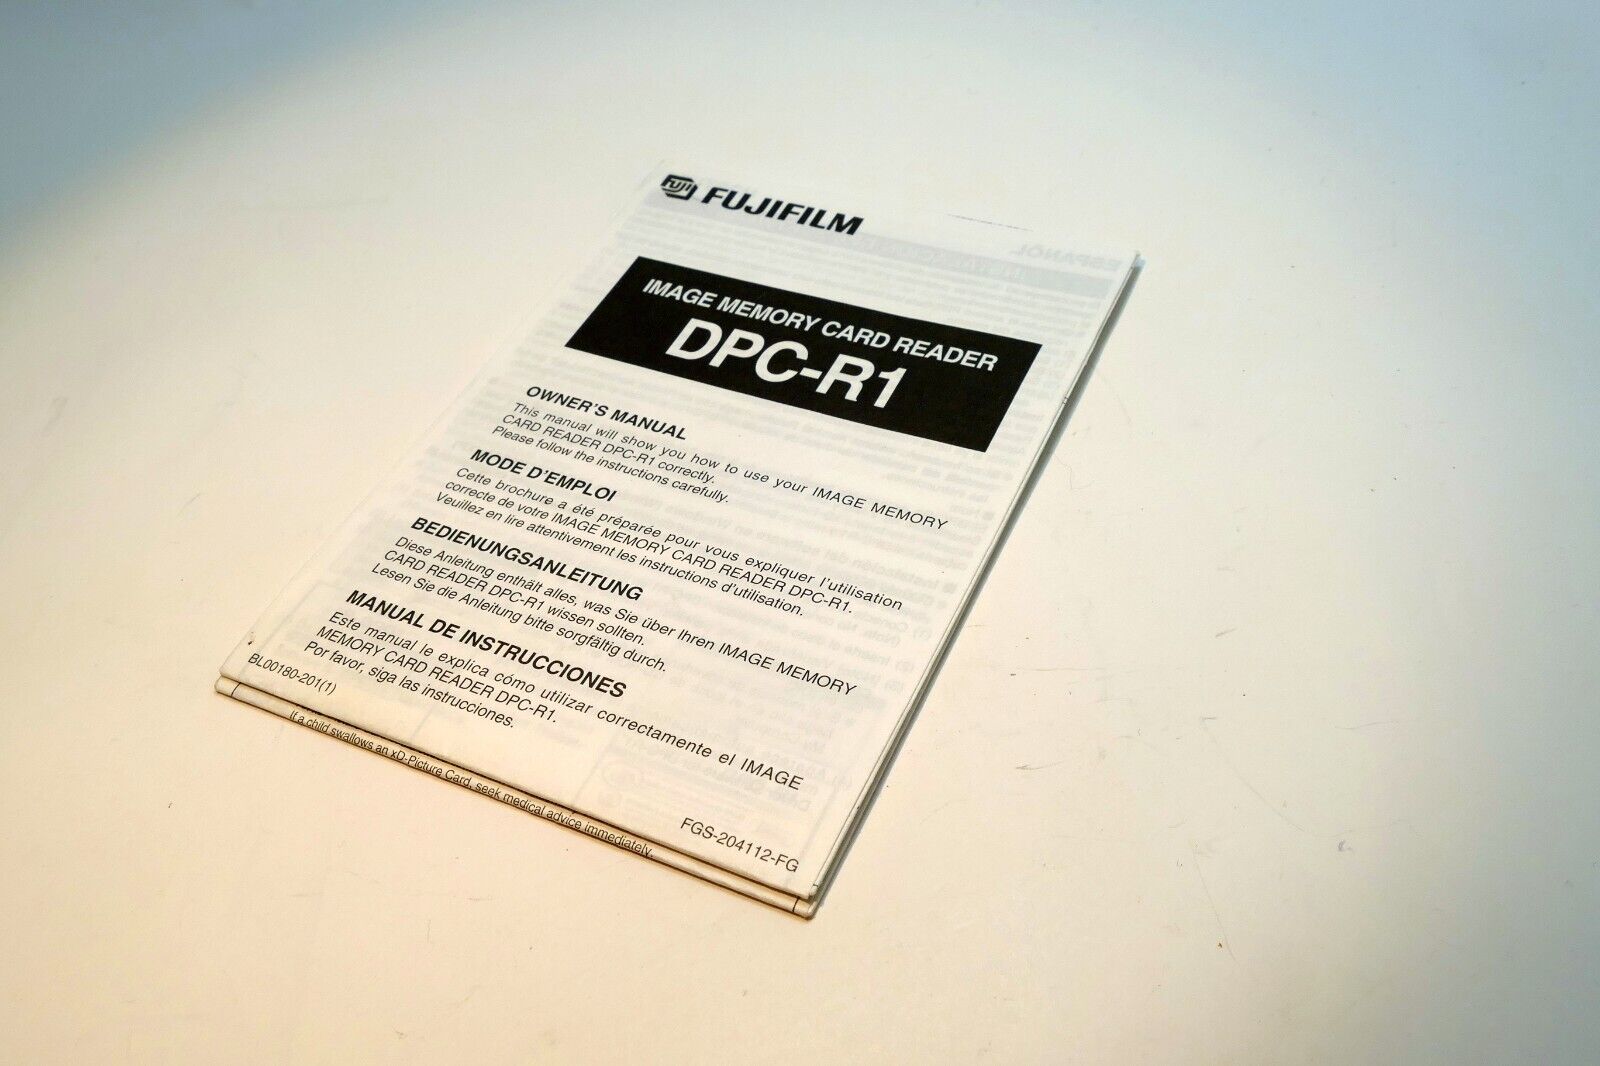 FUJI FUJIFILM
IMAGE MEMORY CARD READER
DPC-R1
OWNER'S MANUAL
This manual will show you how to use your IMAGE MEMORY
CARD READER DPC-R1 correctly.
Please follow the instructions carefully.
MODE D'EMPLOI
Cette brochure a été préparée pour vous expliquer l'utilisation
correcte de votre IMAGE MEMORY CARD READER DPC-R1.
Veuillez en lire attentivement les instructions d'utilisation.
BEDIENUNGSANLEITUNG
Diese Anleitung enthält alles, was Sie über Ihren IMAGE MEMORY
CARD READER DPC-R1 wissen sollten.
Lesen Sie die Anleitung bitte sorgfältig durch.
MANUAL DE INSTRUCCIONES
Este manual le explica cómo utilizar correctamente el IMAGE
MEMORY CARD READER DPC-R1.
Por favor, siga las instrucciones.
BL00180-201(1)
FGS-204112-FG
If a child swallows an xD-Picture Card, seek medical advice immediately.